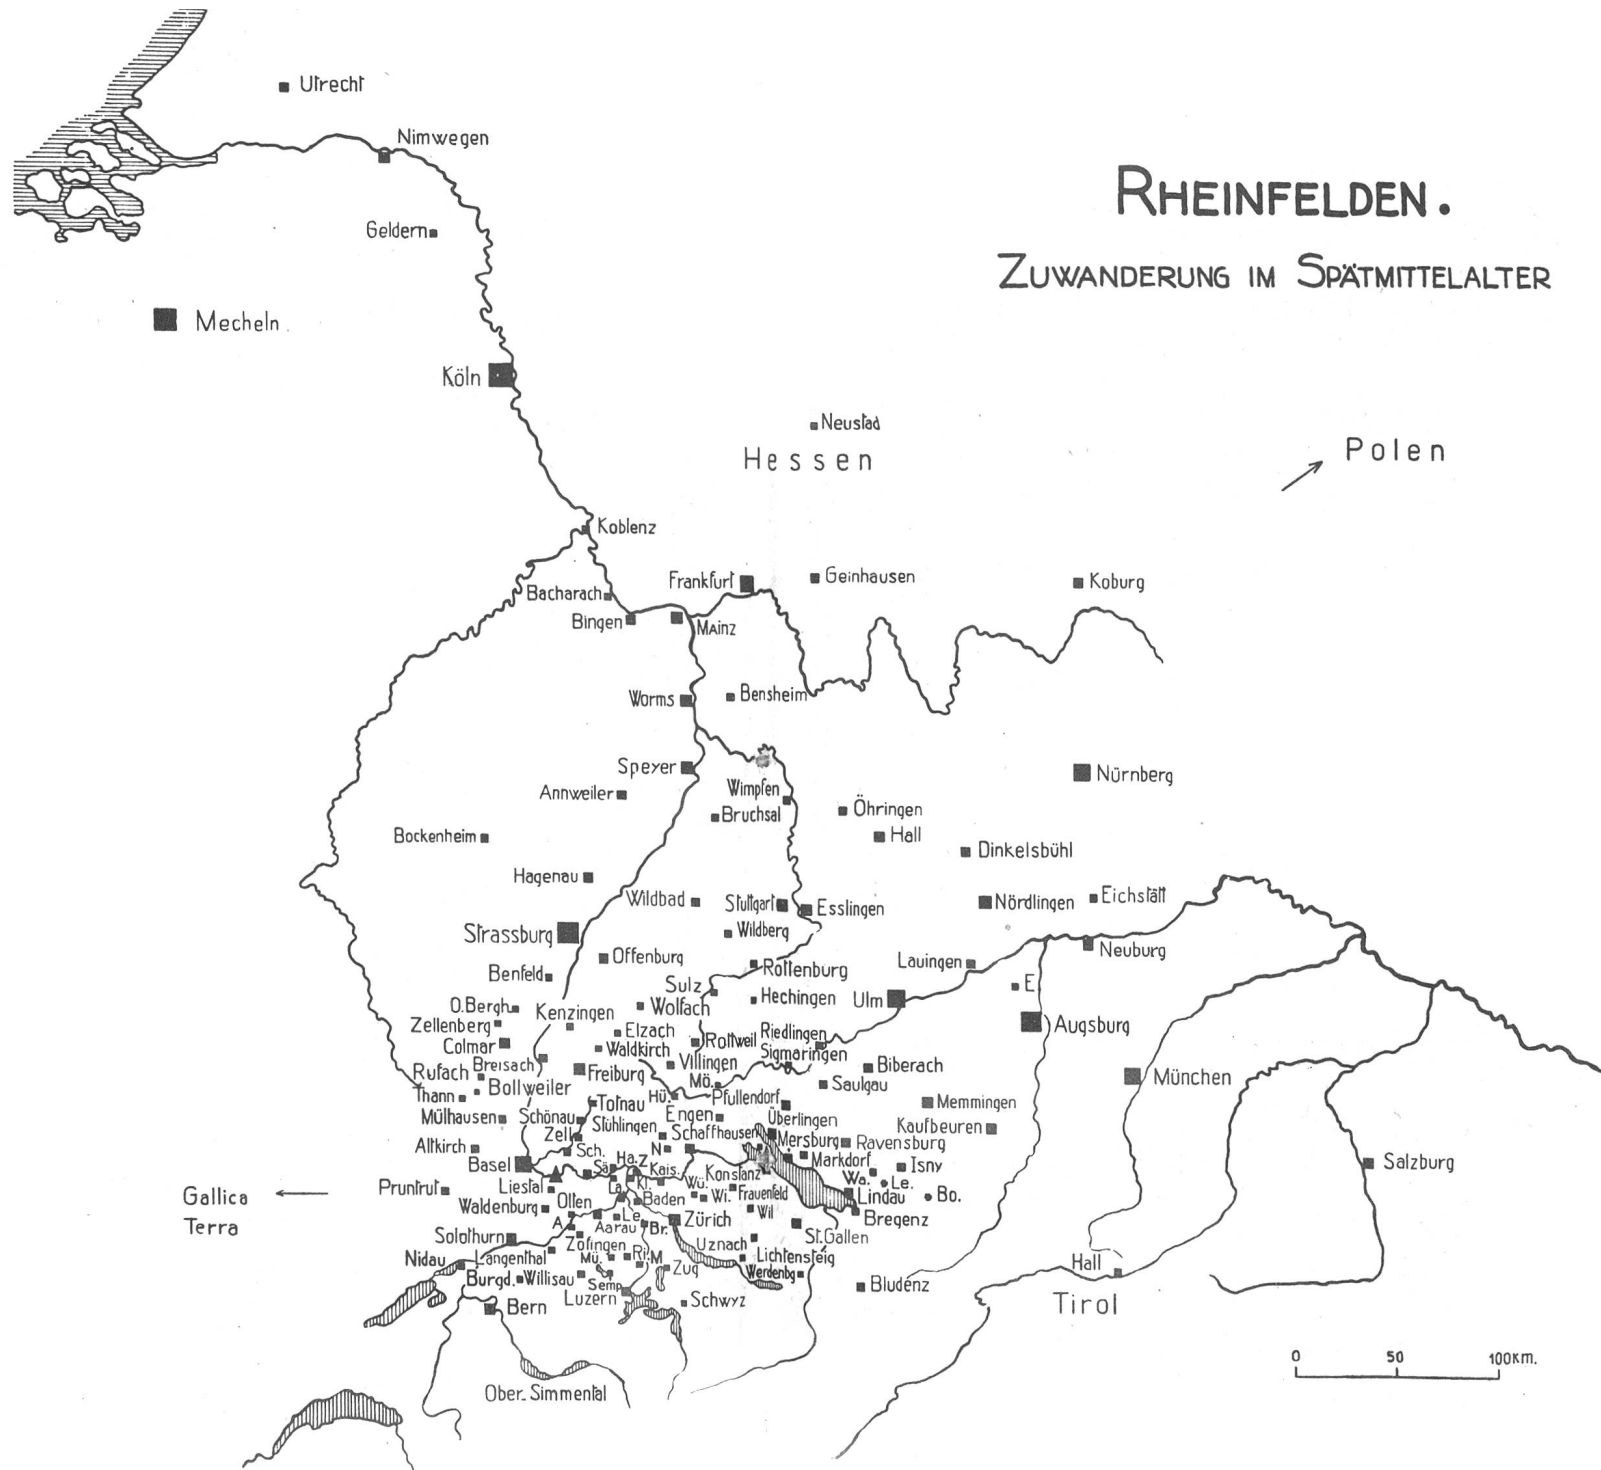 Utrecht
Nimwegen
RHEINFELDEN.
Geldern
ZUWANDERUNG IM SPÄTMITTELALTER
Mecheln
Köln
Neustad
Hessen
Polen
Koblenz
Frankfurt
Geinhausen
Koburg
Bacharach
Bingen
MAinz
Worms
Bensheim
Speyer
Nürnberg
Annweiler
Wimpfen
Bruchsal
Öhringen
Hall
Bockenheim
Dinkelsbühl
Hagenau
Wildbad
Stuttgart
Esslingen
Nördlingen
Eichstätt
Strassburg
Wildberg
Offenburg
Neuburg
Benfeld
Rottenburg
Lauingen
Sulz
Hechingen
Ulm
E
O.Bergh
Kenzingen
Wolfach
Zellenberg
Elzach
Rottweil
Riedlingen
Augsburg
Colmar
Waldkirch
Sigmaringen
Breisach
Villingen
Biberach
Rufach
Bollweiler
Freiburg
Mö.
Saulgau
München
Thann
Hü.
Pfullendorf
Memmingen
Mülhausen
Schönau
Totnau
Engen
Überlingen
Kaufbeuren
Stühlingen
Zell
Schaffhausen
Mersburg
Ravensburg
Altkirch
Sch.
N
Markdorf
Isny
Salzburg
Basel
Sä
Ha.
Z
Kais.
Konstanz
Wa.
Le.
Pruntrut
Liestal
La.
Kl.
Wü.
Wi.
Frauenfeld
Lindau
Bo.
Gallica
Terra
Waldenburg
Olten
Baden
Wil
Bregenz
A
Aarau
Le
Br.
Zürich
St.Gallen
Solothurn
Zofingen
Uznach
Lichtensteig
Nidau
Langenthal
Mü.
Ri.
M
Zug
Werdenbg
Hall
Burgd.
Willisau
Semp.
Bludenz
Bern
Luzern
Schwyz
Tirol
Ober-Simmental
0 50 100KM.